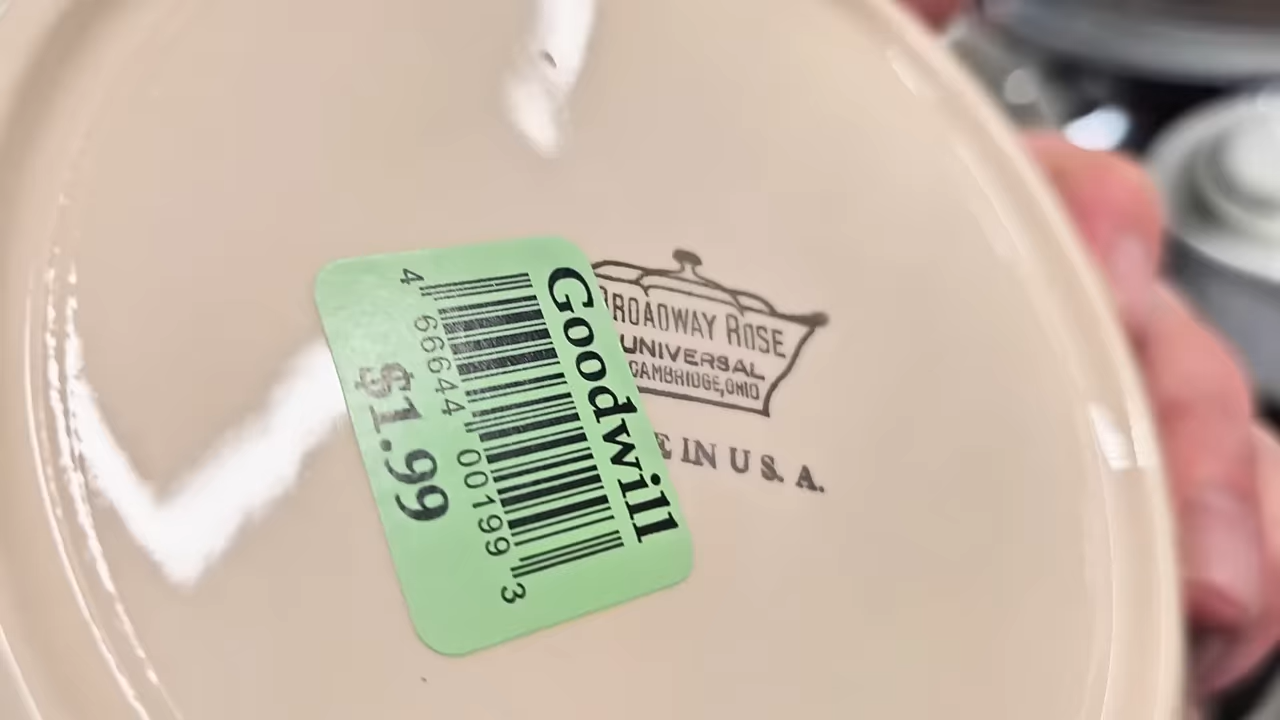 Goodwill
4 66644 00199 3
$1.99
ROADWAY ROSE
UNIVERSAL
CAMBRIDGE, OHIO
E IN U.S.A.